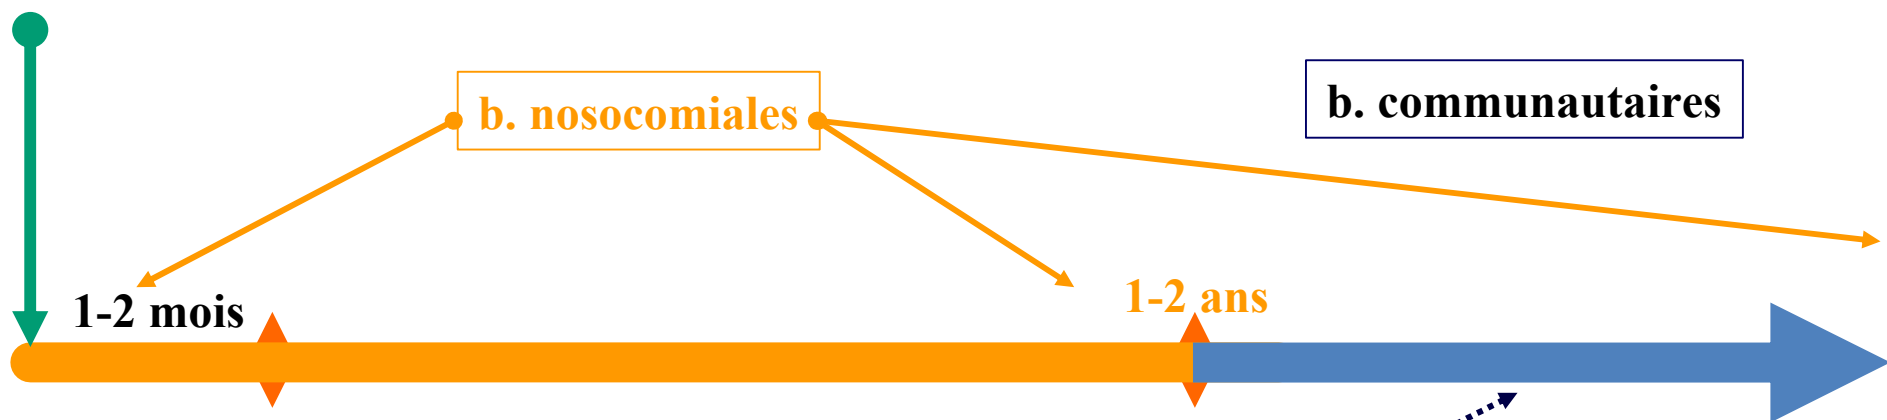 b. nosocomiales
b. communautaires
1-2 mois
1-2 ans